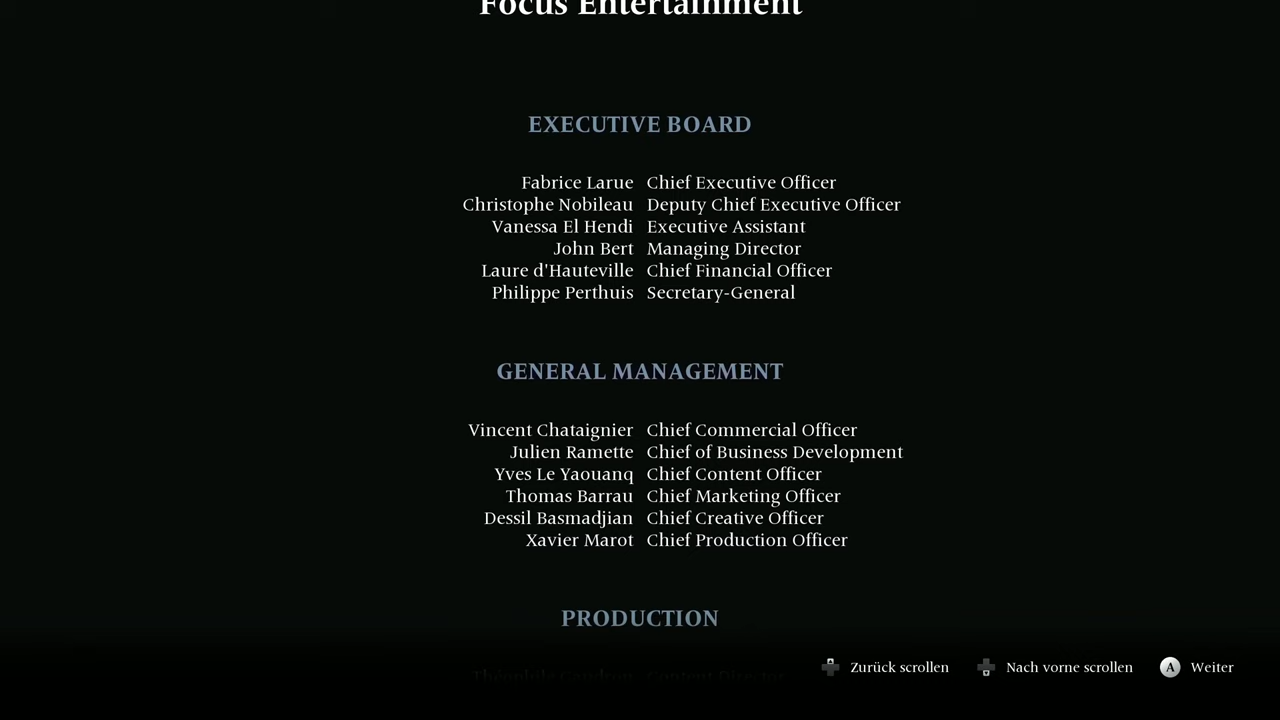 Focus Entertainment
EXECUTIVE BOARD
Fabrice Larue Chief Executive Officer
Christophe Nobileau Deputy Chief Executive Officer
Vanessa El Hendi Executive Assistant
John Bert Managing Director
Laure d'Hauteville Chief Financial Officer
Philippe Perthuis Secretary-General
GENERAL MANAGEMENT
Vincent Chataignier Chief Commercial Officer
Julien Ramette Chief of Business Development
Yves Le Yaouanq Chief Content Officer
Thomas Barrau Chief Marketing Officer
Dessil Basmadjian Chief Creative Officer
Xavier Marot Chief Production Officer
PRODUCTION
Content Director
Zurück scrollen Nach vorne scrollen A Weiter